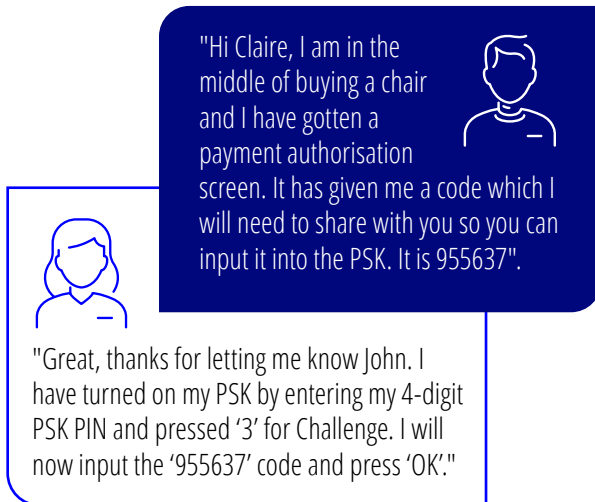 "Hi Claire, I am in the
middle of buying a chair
and I have gotten a
payment authorisation
screen. It has given me a code which I
will need to share with you so you can
input it into the PSK. It is 955637".
"Great, thanks for letting me know John. I
have turned on my PSK by entering my 4-digit
PSK PIN and pressed ‘3’ for Challenge. I will
now input the ‘955637’ code and press ‘OK’."